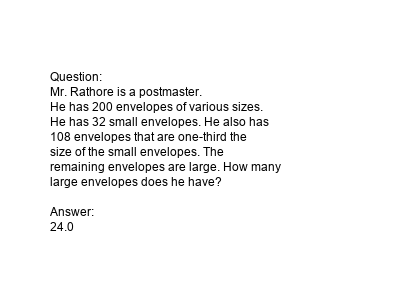 Question:
Mr. Rathore is a postmaster.
He has 200 envelopes of various sizes.
He has 32 small envelopes. He also has
108 envelopes that are one-third the
size of the small envelopes. The
remaining envelopes are large. How many
large envelopes does he have?

Answer:
24.0